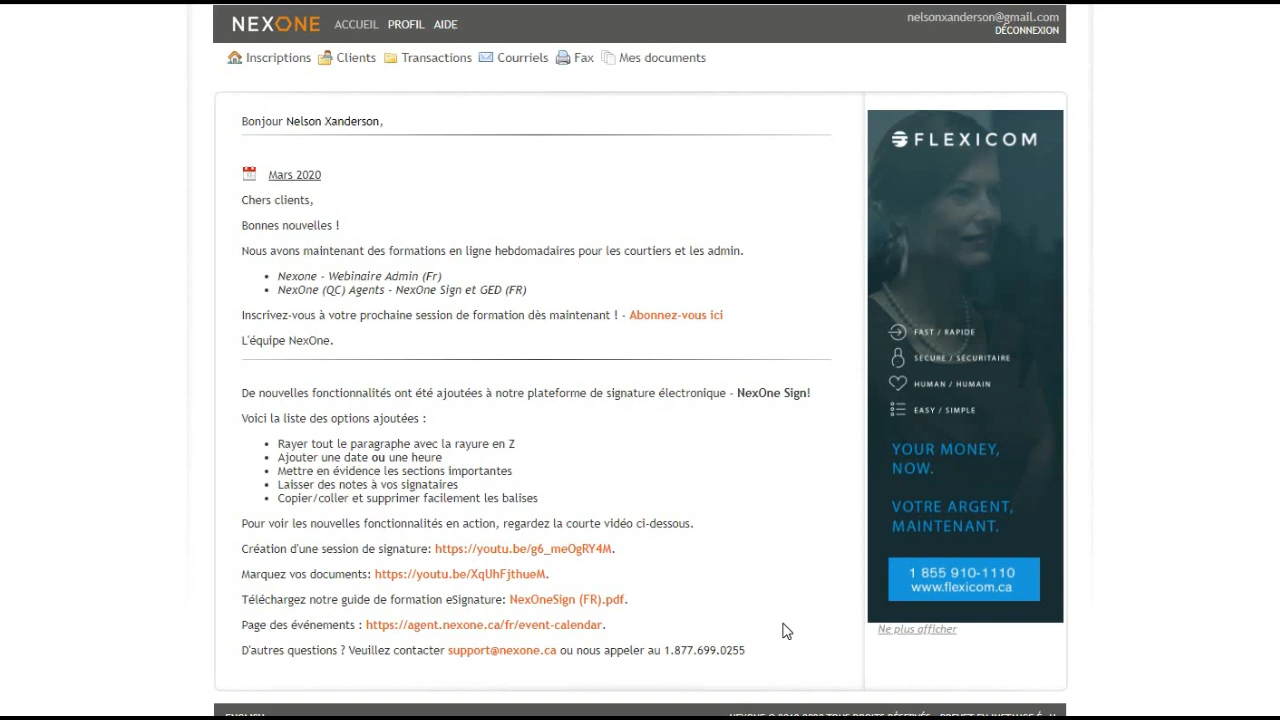 NEXONE ACCUEIL PROFIL AIDE
nelsonxanderson@gmail.com
DÉCONNEXION
Inscriptions Clients Transactions Courriels Fax Mes documents
Bonjour Nelson Xanderson,
Mars 2020
Chers clients,
Bonnes nouvelles !
Nous avons maintenant des formations en ligne hebdomadaires pour les courtiers et les admin.
• Nexone - Webinaire Admin (Fr)
• NexOne (QC) Agents - NexOne Sign et GED (FR)
Inscrivez-vous à votre prochaine session de formation dès maintenant ! - Abonnez-vous ici
L'équipe NexOne.
De nouvelles fonctionnalités ont été ajoutées à notre plateforme de signature électronique - NexOne Sign!
Voici la liste des options ajoutées :
• Rayer tout le paragraphe avec la rayure en Z
• Ajouter une date ou une heure
• Mettre en évidence les sections importantes
• Laisser des notes à vos signataires
• Copier/coller et supprimer facilement les balises
Pour voir les nouvelles fonctionnalités en action, regardez la courte vidéo ci-dessous.
Création d'une session de signature: https://youtu.be/g6_meOgRY4M.
Marquez vos documents: https://youtu.be/XqUhFjthueM.
Téléchargez notre guide de formation eSignature: NexOneSign (FR).pdf.
Page des événements : https://agent.nexone.ca/fr/event-calendar.
D'autres questions ? Veuillez contacter support@nexone.ca ou nous appeler au 1.877.699.0255
FLEXICOM
FAST / RAPIDE
SECURE / SÉCURITAIRE
HUMAN / HUMAIN
EASY / SIMPLE
YOUR MONEY,
NOW.
VOTRE ARGENT,
MAINTENANT.
1 855 910-1110
www.flexicom.ca
Ne plus afficher
ENGLISH